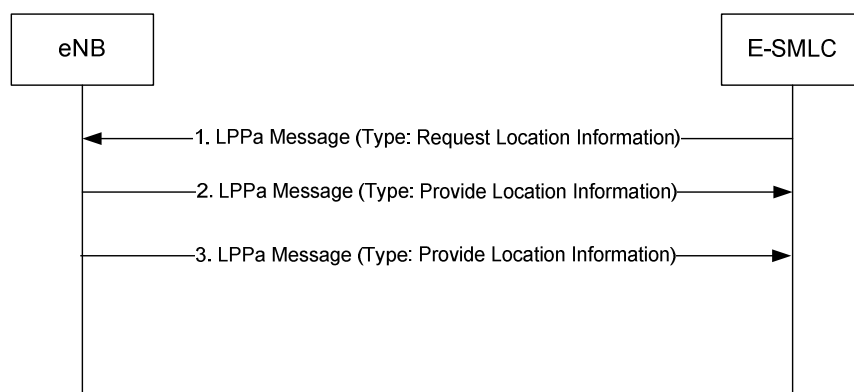 eNB
E-SMLC
1. LPPa Message (Type: Request Location Information)
2. LPPa Message (Type: Provide Location Information)
3. LPPa Message (Type: Provide Location Information)